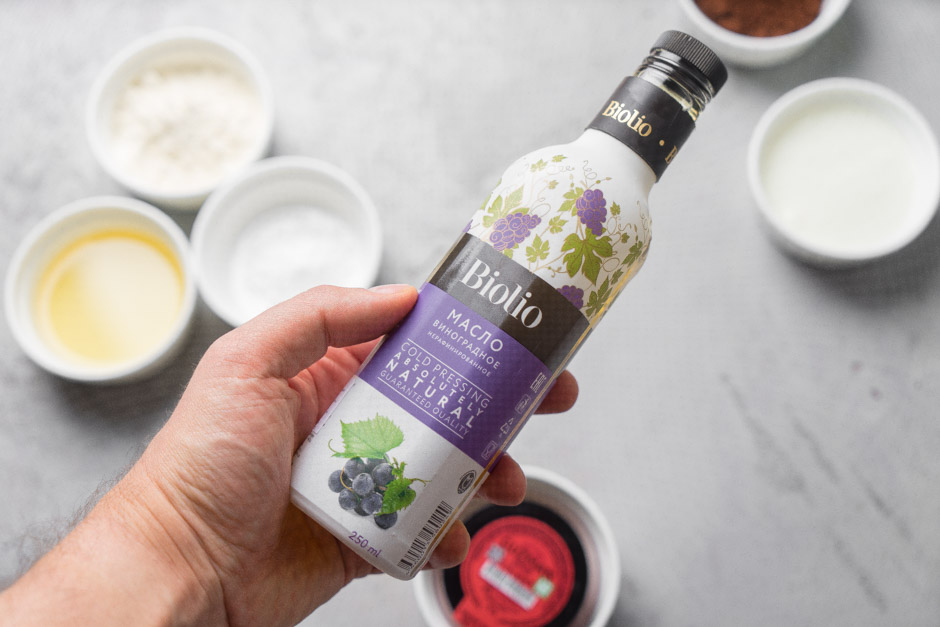 Biolio
Biolio
МАСЛО
ВИНОГРАДНОЕ
НЕРАФИНИРОВАННОЕ
COLD PRESSING
ABSOLUTELY
NATURAL
GUARANTEED QUALITY
250 ml